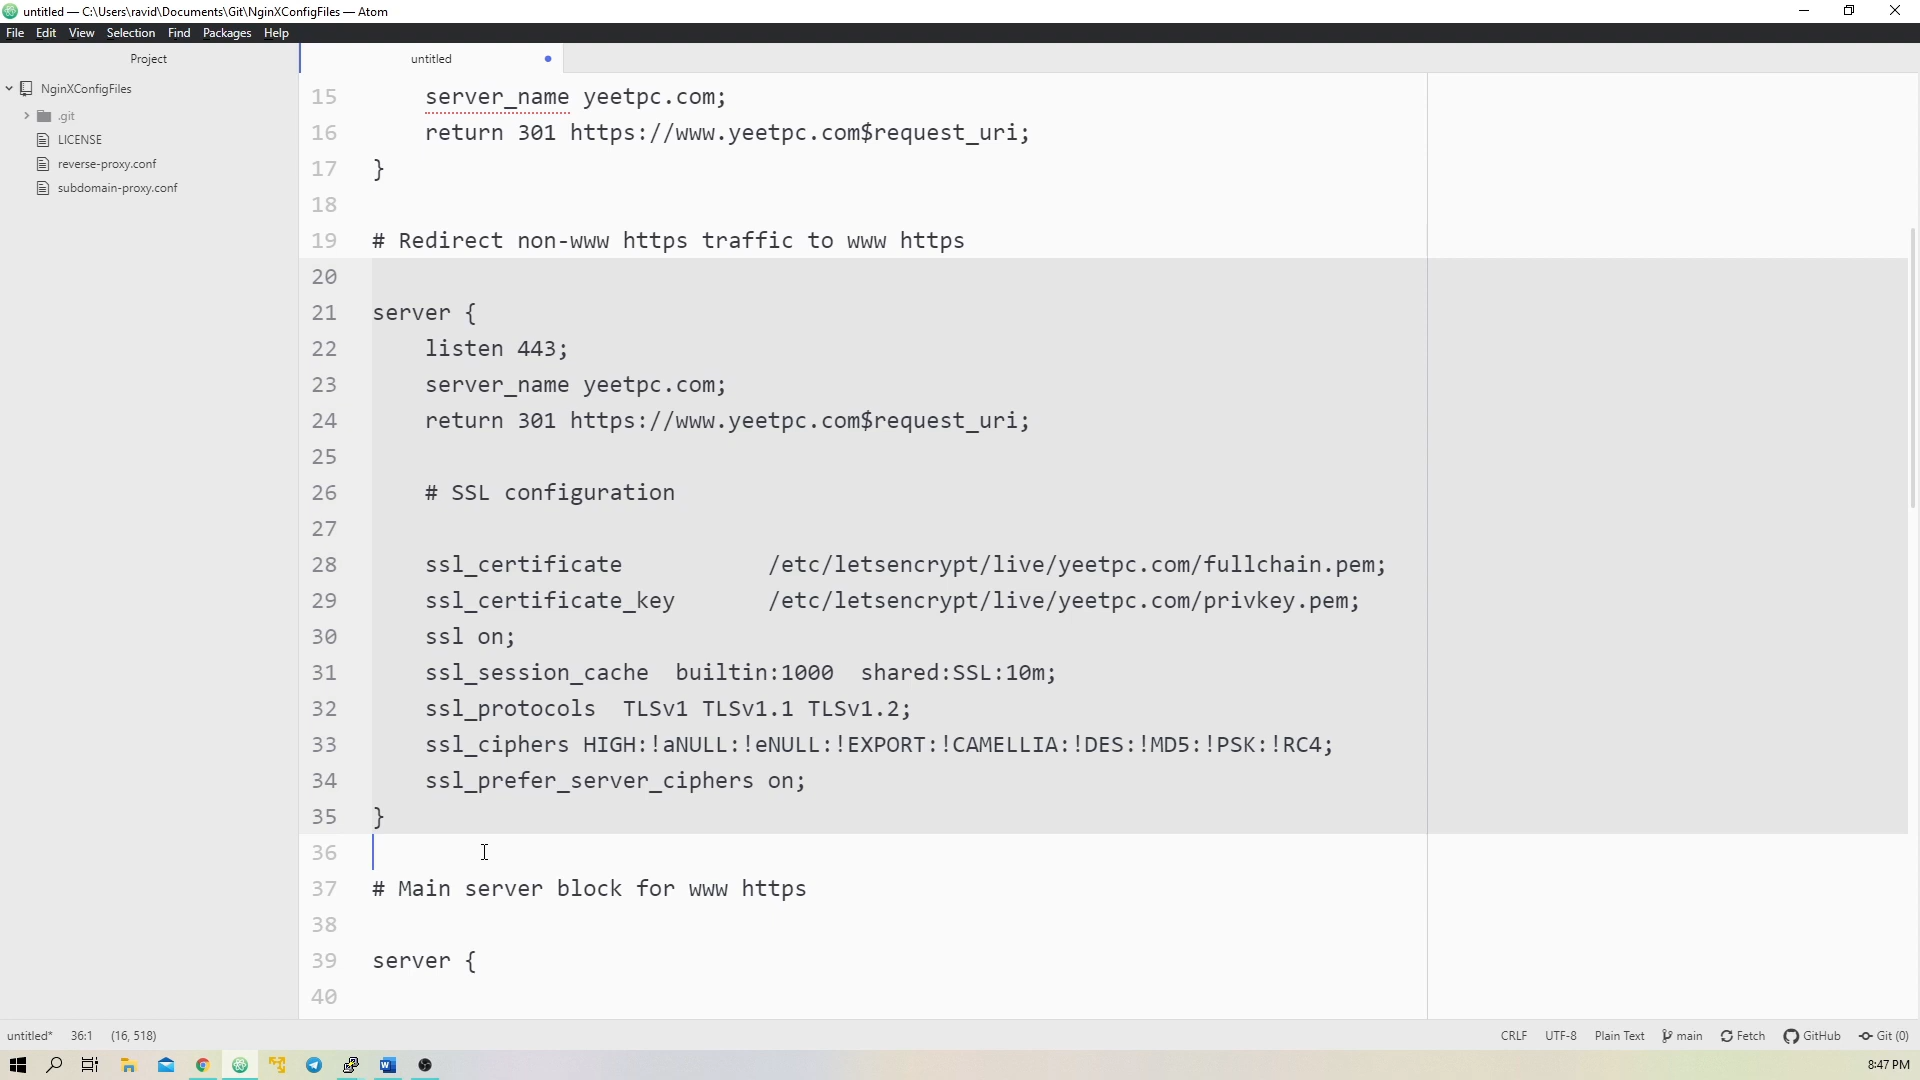 untitled — C:\Users\ravid\Documents\Git\NginXConfigFiles — Atom
File Edit View Selection Find Packages Help
Project
untitled
NginXConfigFiles
.git
LICENSE
reverse-proxy.conf
subdomain-proxy.conf
15 server_name yeetpc.com;
16 return 301 https://www.yeetpc.com$request_uri;
17 }
18
19 # Redirect non-www https traffic to www https
20
21 server {
22 listen 443;
23 server_name yeetpc.com;
24 return 301 https://www.yeetpc.com$request_uri;
25
26 # SSL configuration
27
28 ssl_certificate /etc/letsencrypt/live/yeetpc.com/fullchain.pem;
29 ssl_certificate_key /etc/letsencrypt/live/yeetpc.com/privkey.pem;
30 ssl on;
31 ssl_session_cache builtin:1000 shared:SSL:10m;
32 ssl_protocols TLSv1 TLSv1.1 TLSv1.2;
33 ssl_ciphers HIGH:!aNULL:!eNULL:!EXPORT:!CAMELLIA:!DES:!MD5:!PSK:!RC4;
34 ssl_prefer_server_ciphers on;
35 }
36
37 # Main server block for www https
38
39 server {
40
untitled* 36:1 (16, 518) CRLF UTF-8 Plain Text main Fetch GitHub Git (0)
8:47 PM